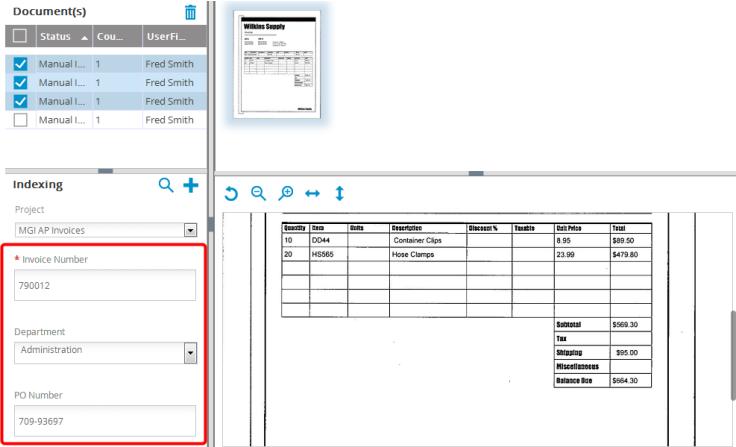 Document(s)
Status Cou... UserFi...
Manual I... 1 Fred Smith
Manual I... 1 Fred Smith
Manual I... 1 Fred Smith
Manual I... 1 Fred Smith
Wilkins Supply
Wilkins Supply
Indexing
Project
MGI AP Invoices
* Invoice Number
790012
Department
Administration
PO Number
709-93697
Quantity Item Units Description Discount % Taxable Unit Price Total
10 DD44 Container Clips 8.95 $89.50
20 HS565 Hose Clamps 23.99 $479.80
Subtotal $569.30
Tax
Shipping $95.00
Miscellaneous
Balance Due $664.30